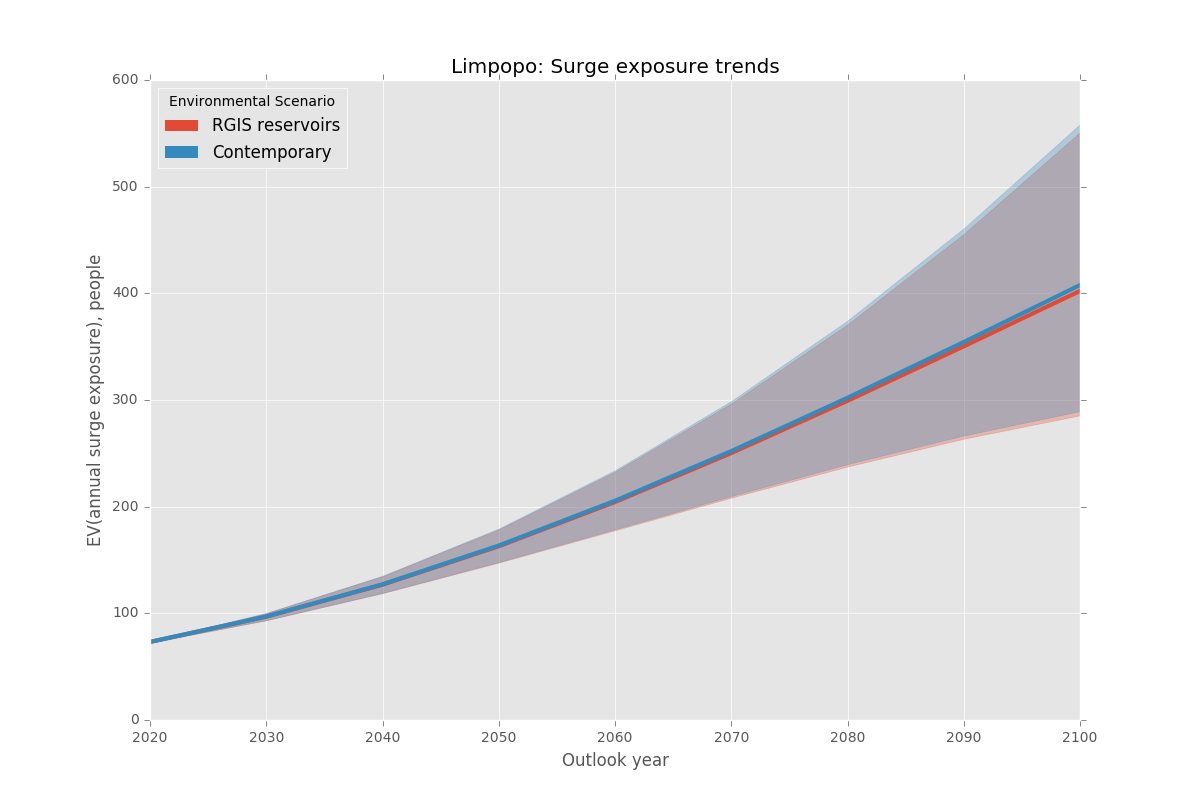 Limpopo: Surge exposure trends
Environmental Scenario
RGIS reservoirs
Contemporary
600
500
400
300
200
100
0
EV(annual surge exposure), people
2020 2030 2040 2050 2060 2070 2080 2090 2100
Outlook year